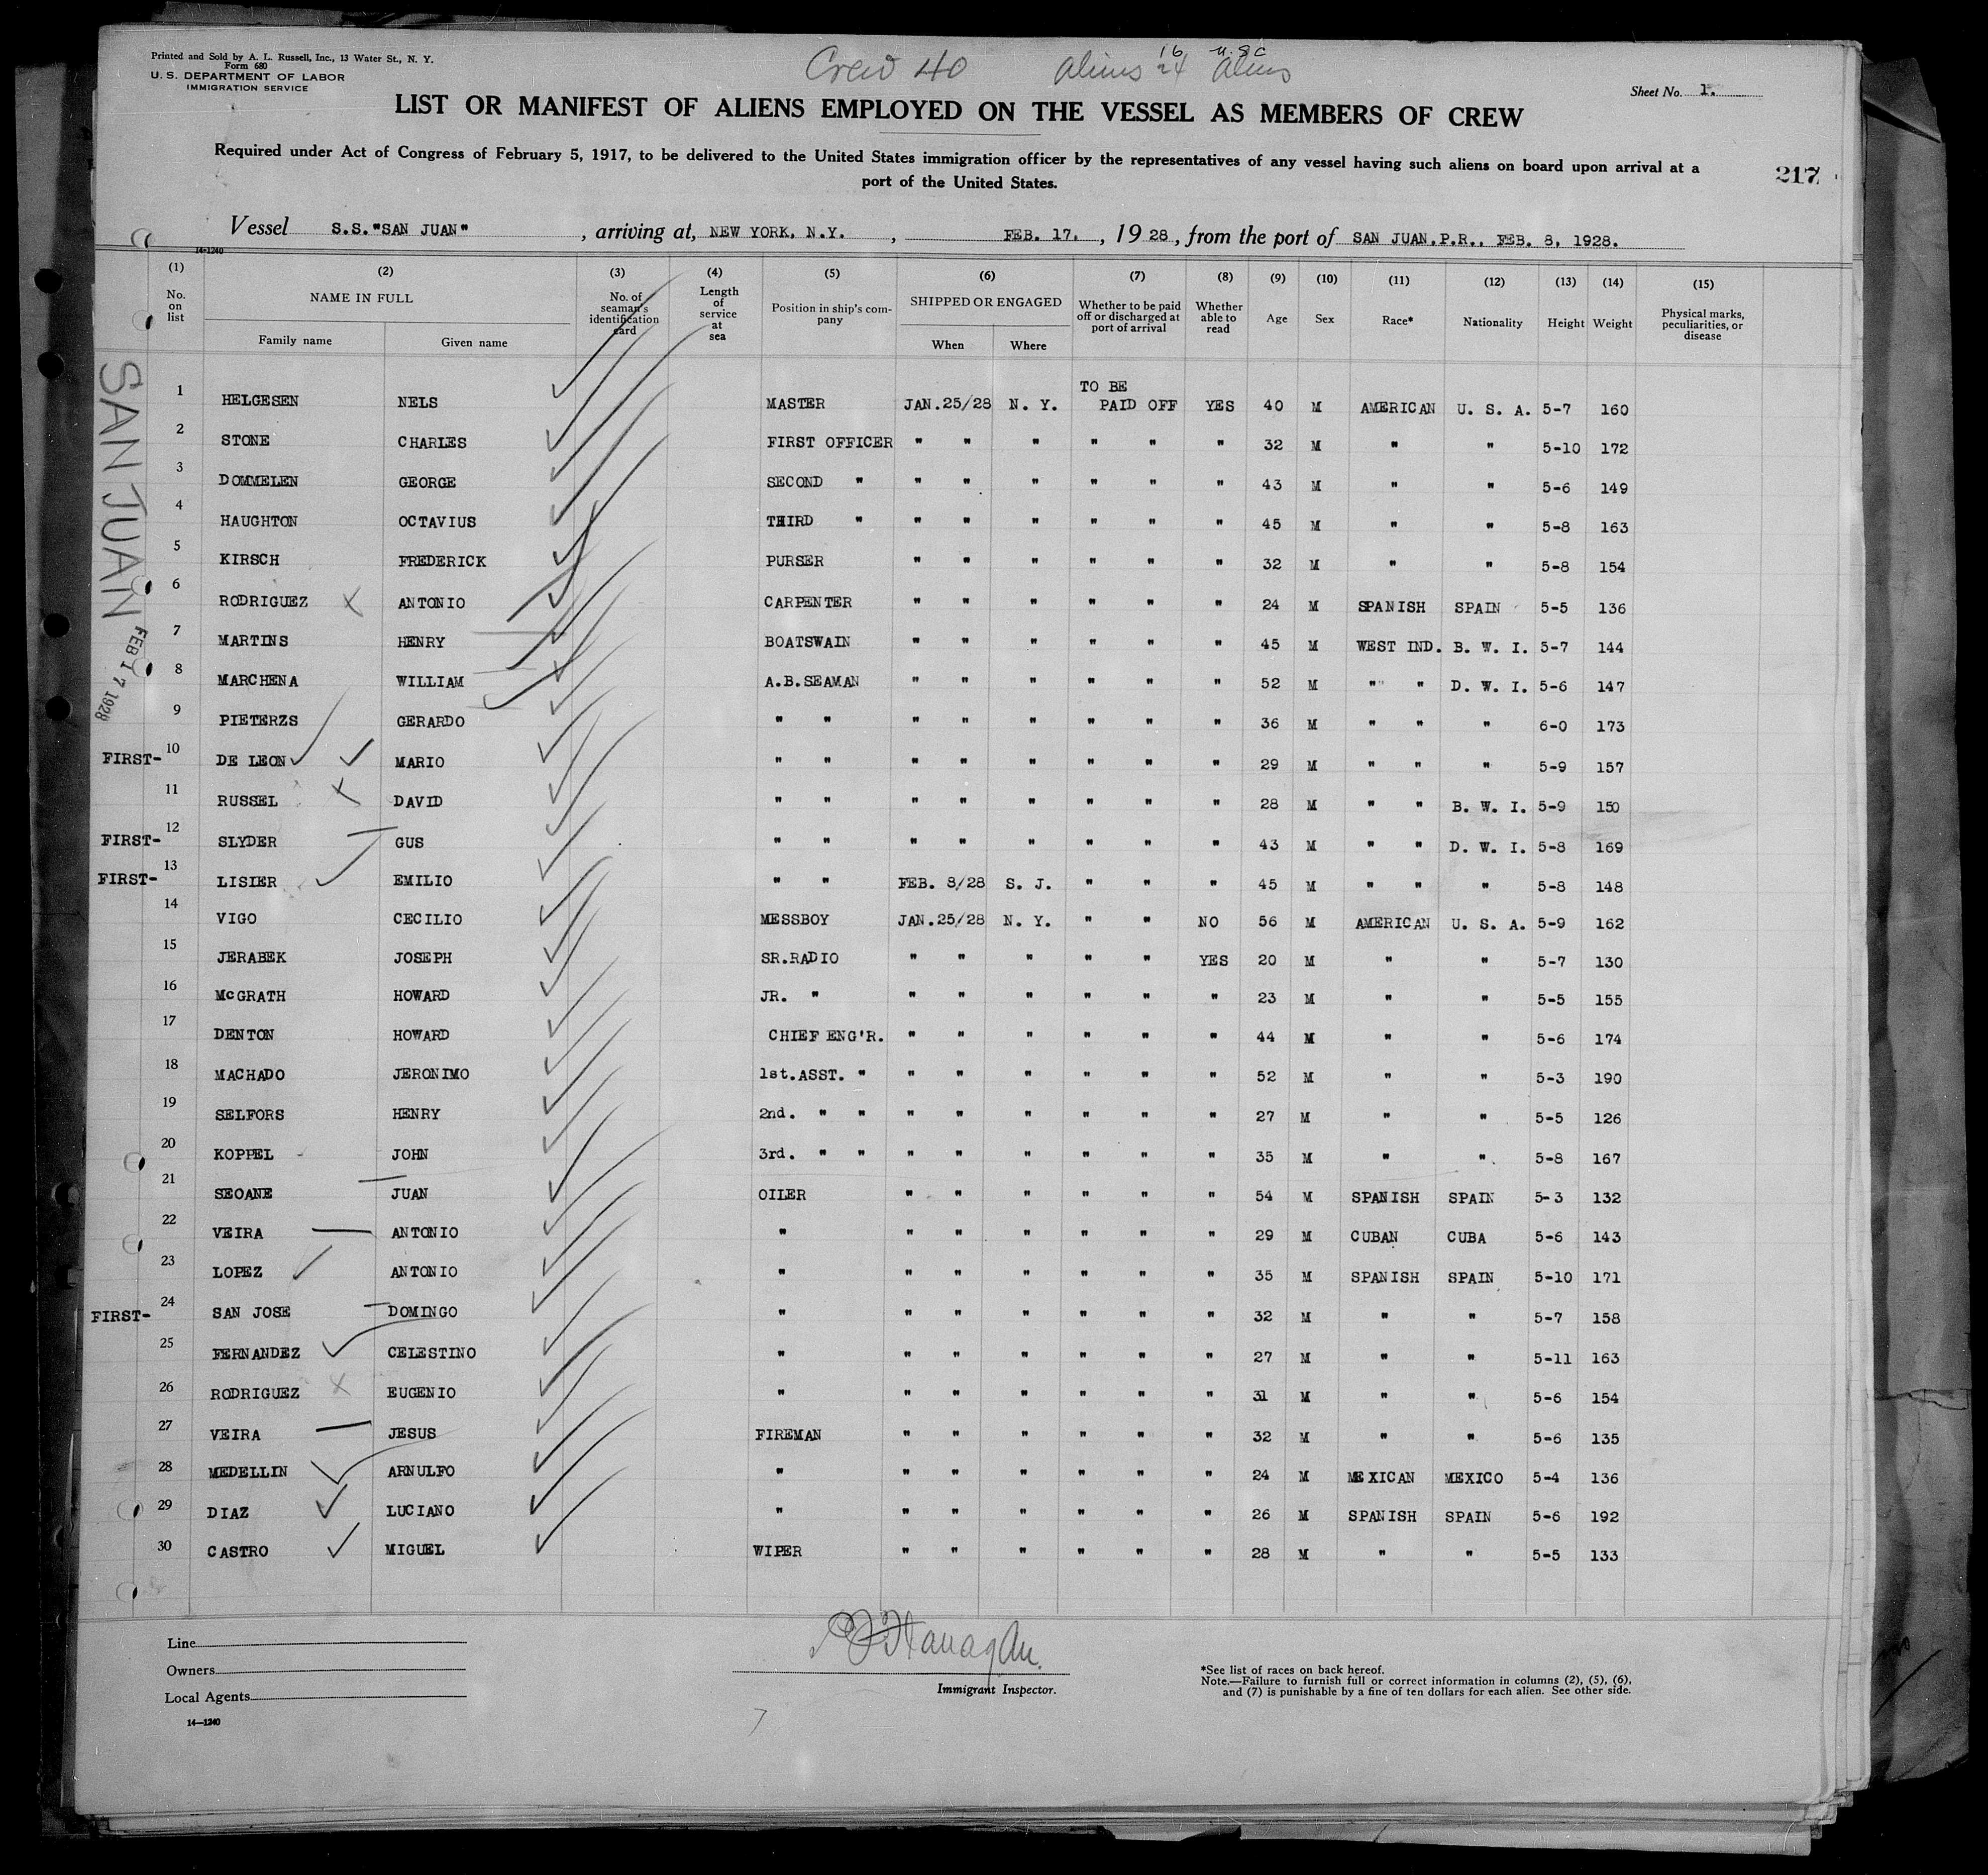 Printed and Sold by A. L. Russell, Inc., 13 Water St., N. Y.
Form 680
U. S. DEPARTMENT OF LABOR
IMMIGRATION SERVICE
Crew 40 aliens 24 16 U.S.C aliens
Sheet No. 1.
LIST OR MANIFEST OF ALIENS EMPLOYED ON THE VESSEL AS MEMBERS OF CREW
Required under Act of Congress of February 5, 1917, to be delivered to the United States immigration officer by the representatives of any vessel having such aliens on board upon arrival at a
port of the United States.
217
Vessel S.S."SAN JUAN" , arriving at, NEW YORK, N.Y. , FEB. 17. , 19 28 , from the port of SAN JUAN.P.R., FEB. 8, 1928.
14-1240
(1) (2) (3) (4) (5) (6) (7) (8) (9) (10) (11) (12) (13) (14) (15)
No. on list NAME IN FULL Family name Given name No. of seaman's identification card Length of service at sea Position in ship's company SHIPPED OR ENGAGED When Where Whether to be paid off or discharged at port of arrival Whether able to read Age Sex Race* Nationality Height Weight Physical marks, peculiarities, or disease
SAN JUAN
FEB 17 1928
1 HELGESEN NELS MASTER JAN.25/28 N. Y. TO BE PAID OFF YES 40 M AMERICAN U. S. A. 5-7 160
2 STONE CHARLES FIRST OFFICER " " " " " " 32 M " " 5-10 172
3 DOMMELEN GEORGE SECOND " " " " " " " 43 M " " 5-6 149
4 HAUGHTON OCTAVIUS THIRD " " " " " " " 45 M " " 5-8 163
5 KIRSCH FREDERICK PURSER " " " " " " 32 M " " 5-8 154
6 RODRIGUEZ X ANTONIO CARPENTER " " " " " " 24 M SPANISH SPAIN 5-5 136
7 MARTINS HENRY BOATSWAIN " " " " " " 45 M WEST IND. B. W. I. 5-7 144
8 MARCHENA WILLIAM A.B.SEAMAN " " " " " " 52 M " " D. W. I. 5-6 147
9 PIETERZS GERARDO " " " " " " " " 36 M " " " 6-0 173
FIRST- 10 DE LEON MARIO " " " " " " " " 29 M " " " 5-9 157
11 RUSSEL X DAVID " " " " " " " " 28 M " " B. W. I. 5-9 150
FIRST- 12 SLYDER GUS " " " " " " " " 43 M " " D. W. I. 5-8 169
FIRST- 13 LISIER EMILIO " " FEB. 8/28 S. J. " " " 45 M " " " 5-8 148
14 VIGO CECILIO MESSBOY JAN.25/28 N. Y. " " NO 56 M AMERICAN U. S. A. 5-9 162
15 JERABEK JOSEPH SR.RADIO " " " " " YES 20 M " " 5-7 130
16 McGRATH HOWARD JR. " " " " " " " 23 M " " 5-5 155
17 DENTON HOWARD CHIEF ENG'R. " " " " " " 44 M " " 5-6 174
18 MACHADO JERONIMO 1st.ASST. " " " " " " " 52 M " " 5-3 190
19 SELFORS HENRY 2nd. " " " " " " " " 27 M " " 5-5 126
20 KOPPEL JOHN 3rd. " " " " " " " " 35 M " " 5-8 167
21 SEOANE JUAN OILER " " " " " " 54 M SPANISH SPAIN 5-3 132
22 VEIRA ANTONIO " " " " " " " 29 M CUBAN CUBA 5-6 143
23 LOPEZ ANTONIO " " " " " " " 35 M SPANISH SPAIN 5-10 171
FIRST- 24 SAN JOSE DOMINGO " " " " " " " 32 M " " 5-7 158
25 FERNANDEZ CELESTINO " " " " " " " 27 M " " 5-11 163
26 RODRIGUEZ X EUGENIO " " " " " " " 31 M " " 5-6 154
27 VEIRA JESUS FIREMAN " " " " " " 32 M " " 5-6 135
28 MEDELLIN ARNULFO " " " " " " " 24 M MEXICAN MEXICO 5-4 136
29 DIAZ LUCIANO " " " " " " " 26 M SPANISH SPAIN 5-6 192
30 CASTRO MIGUEL WIPER " " " " " " 28 M " " 5-5 133
Line
Owners
Local Agents
14—1240
Immigrant Inspector.
*See list of races on back hereof.
Note.—Failure to furnish full or correct information in columns (2), (5), (6),
and (7) is punishable by a fine of ten dollars for each alien. See other side.